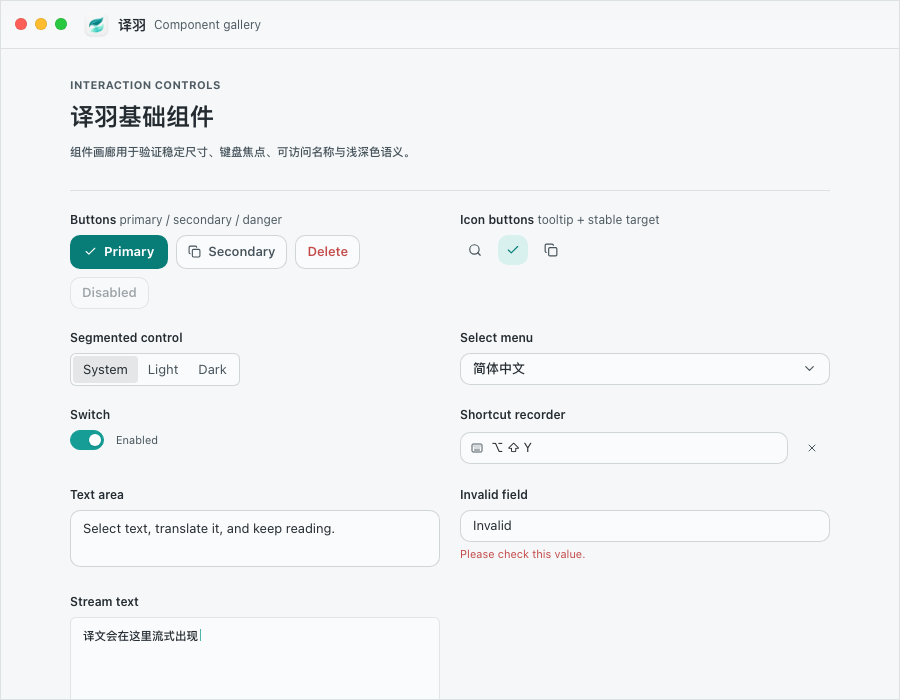 译羽 Component gallery
INTERACTION CONTROLS
译羽基础组件
组件画廊用于验证稳定尺寸、键盘焦点、可访问名称与浅深色语义。
Buttons primary / secondary / danger
Primary Secondary Delete
Disabled
Icon buttons tooltip + stable target
Segmented control
System Light Dark
Select menu
简体中文
Switch
Enabled
Shortcut recorder
⌥ ⇧ Y
Text area
Select text, translate it, and keep reading.
Invalid field
Invalid
Please check this value.
Stream text
译文会在这里流式出现